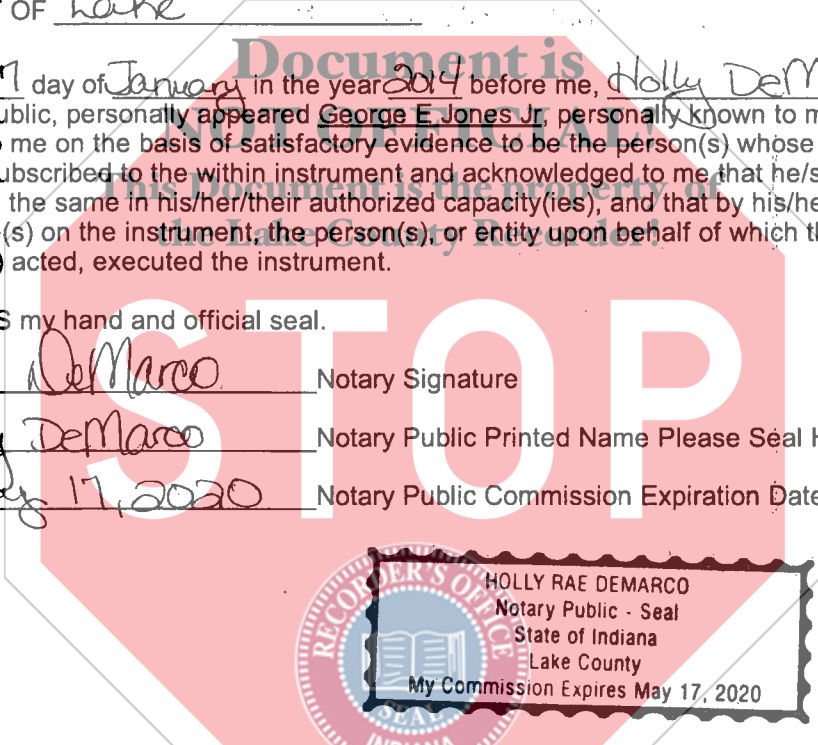 OF Lake
Document is
day of January in the year 2014 before me, Holly DeM
ublic, personally appeared George E Jones Jr, personally known to m
NOT OFFICIAL!
me on the basis of satisfactory evidence to be the person(s) whose
ubscribed to the within instrument and acknowledged to me that he/s
This Document is the property of
the same in his/her/their authorized capacity(ies), and that by his/he
(s) on the instrument, the person(s), or entity upon behalf of which th
the Lake County Recorder!
) acted, executed the instrument.
S my hand and official seal.
STOP
DeMarco Notary Signature
DeMarco Notary Public Printed Name Please Seal H
17, 2020 Notary Public Commission Expiration Date
RECORDER'S OFFICE
SEAL
INDIANA
HOLLY RAE DEMARCO
Notary Public - Seal
State of Indiana
Lake County
My Commission Expires May 17, 2020